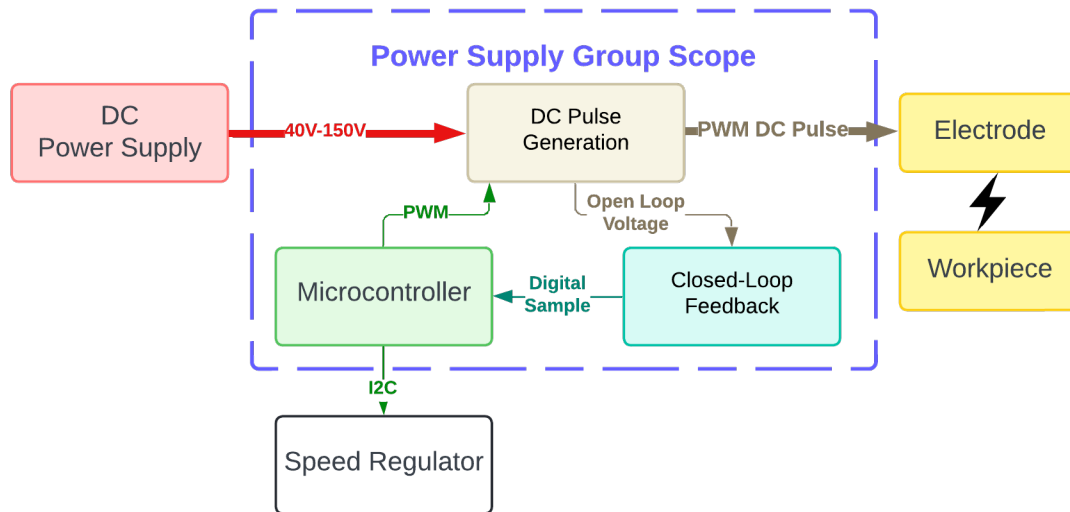 Power Supply Group Scope
DC
Power Supply
40V-150V
DC Pulse
Generation
PWM DC Pulse
Electrode
PWM
Open Loop
Voltage
Workpiece
Microcontroller
Digital
Sample
Closed-Loop
Feedback
I2C
Speed Regulator